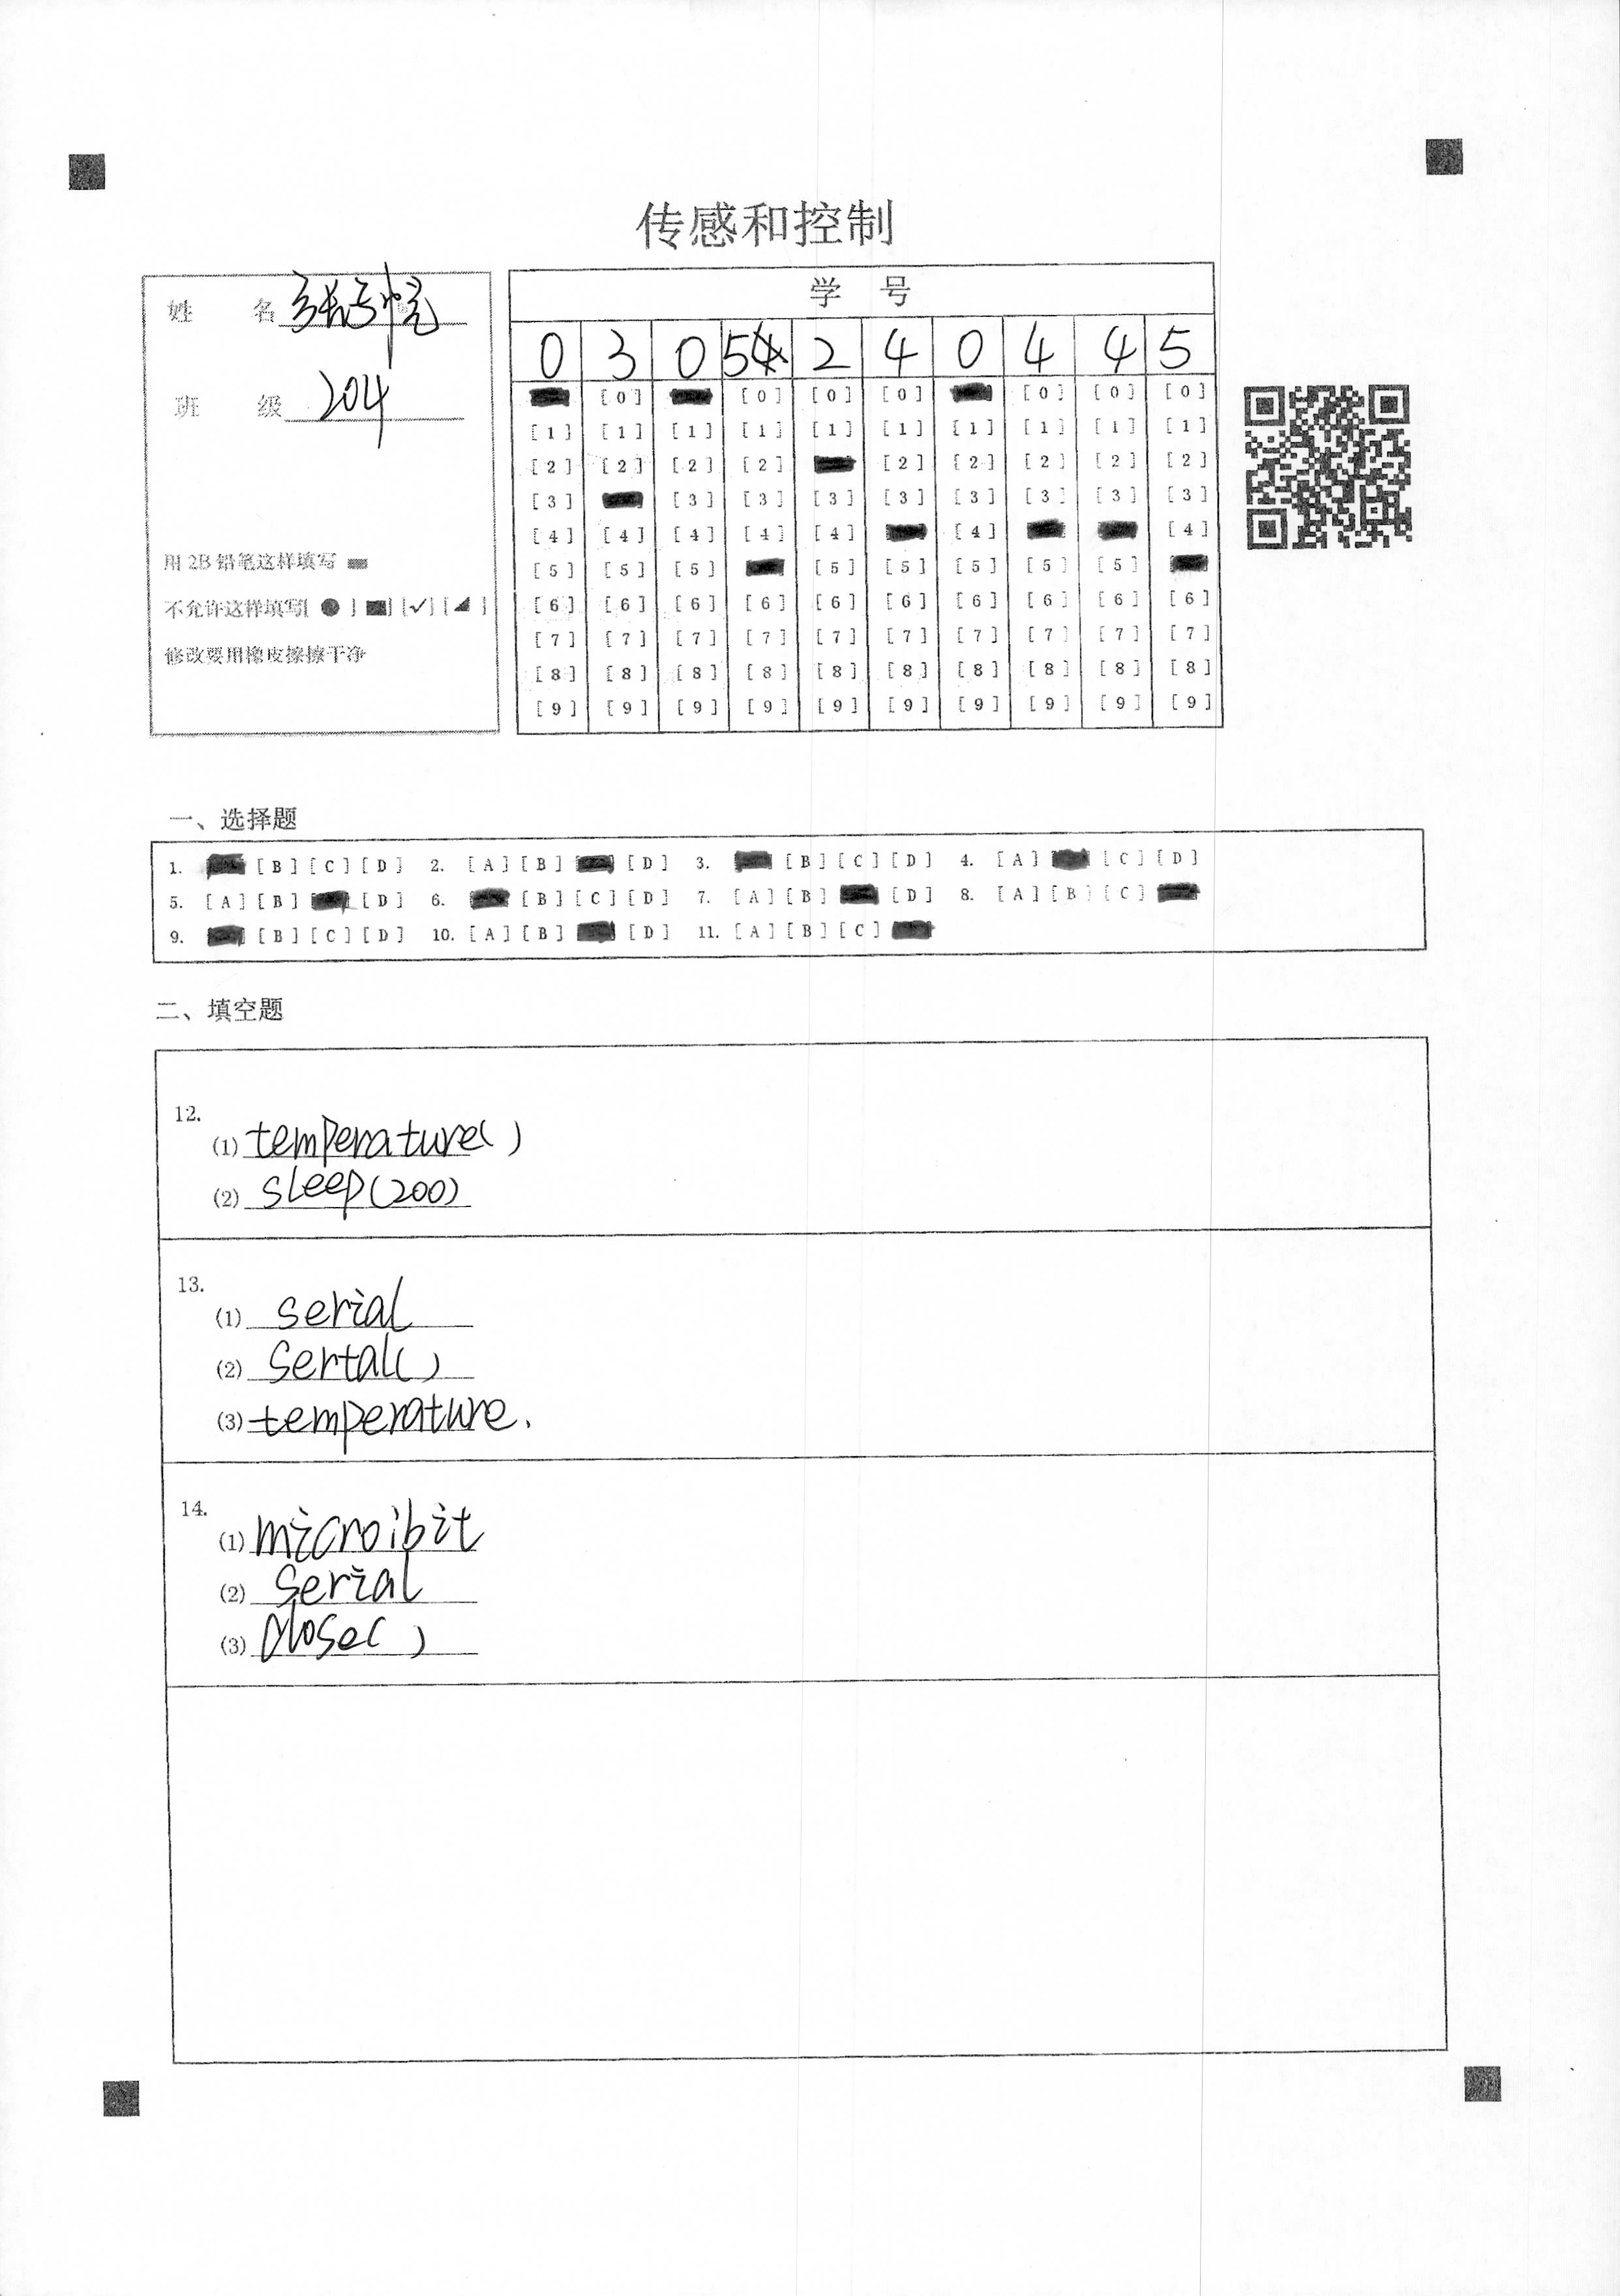 传感和控制
姓 名
班 级 204
用 2B 铅笔这样填写
不允许这样填写[ ● ] [■] [✓] [◢ ]
修改要用橡皮擦擦干净
学 号
0 3 0 5 2 4 0 4 4 5
[0] [0] [0] [0] [0] [0] [0]
[1] [1] [1] [1] [1] [1] [1] [1] [1] [1]
[2] [2] [2] [2] [2] [2] [2] [2] [2]
[3] [3] [3] [3] [3] [3] [3] [3] [3]
[4] [4] [4] [4] [4] [4] [4]
[5] [5] [5] [5] [5] [5] [5] [5]
[6] [6] [6] [6] [6] [6] [6] [6] [6] [6]
[7] [7] [7] [7] [7] [7] [7] [7] [7] [7]
[8] [8] [8] [8] [8] [8] [8] [8] [8] [8]
[9] [9] [9] [9] [9] [9] [9] [9] [9] [9]
一、选择题
1. [B] [C] [D] 2. [A] [B] [D] 3. [B] [C] [D] 4. [A] [C] [D]
5. [A] [B] [D] 6. [B] [C] [D] 7. [A] [B] [D] 8. [A] [B] [C]
9. [B] [C] [D] 10. [A] [B] [D] 11. [A] [B] [C]
二、填空题
12.
(1) temperature( )
(2) sleep(200)
13.
(1) serial
(2) Sertal( )
(3) temperature.
14.
(1) microibit
(2) Serial
(3) close( )